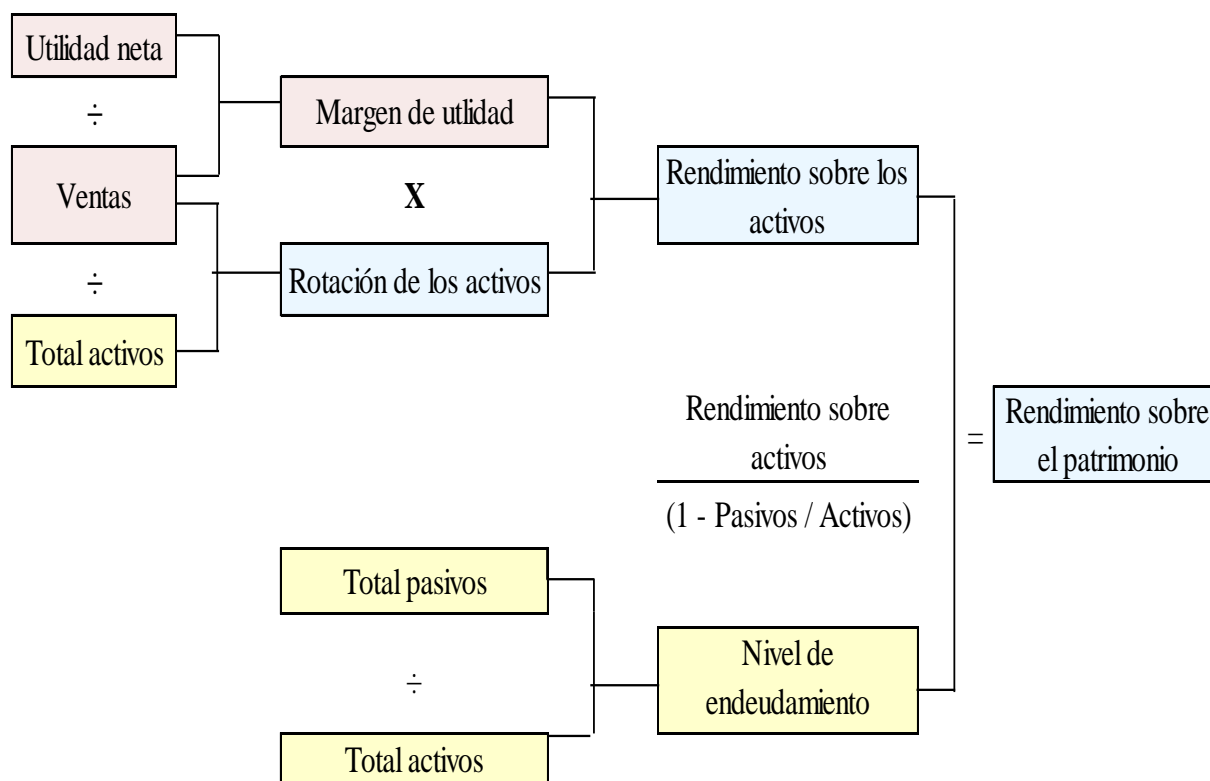 Utilidad neta
÷
Ventas
÷
Total activos
Margen de utlidad
X
Rotación de los activos
Rendimiento sobre los
activos
Rendimiento sobre
activos
(1 - Pasivos / Activos)
=
Rendimiento sobre
el patrimonio
Total pasivos
÷
Total activos
Nivel de
endeudamiento